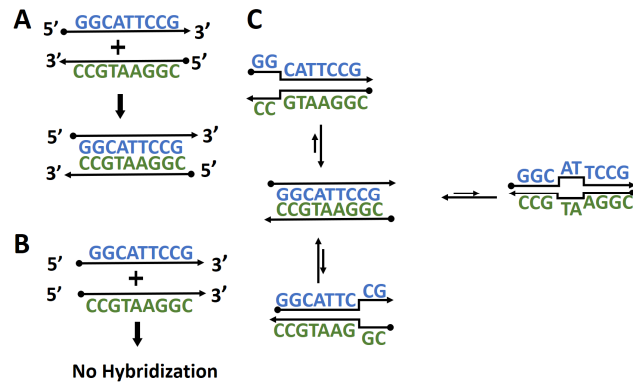 A
5’ GGCATTCCG 3’
+
3’ CCGTAAGGC 5’
5’ 3’
GGCATTCCG
CCGTAAGGC
3’ 5’
B
5’ GGCATTCCG 3’
+
5’ CCGTAAGGC 3’
No Hybridization
C
GG CATTCCG
CC GTAAGGC
GGCATTCCG
CCGTAAGGC
GGC AT TCCG
CCG TA AGGC
GGCATTC CG
CCGTAAG GC